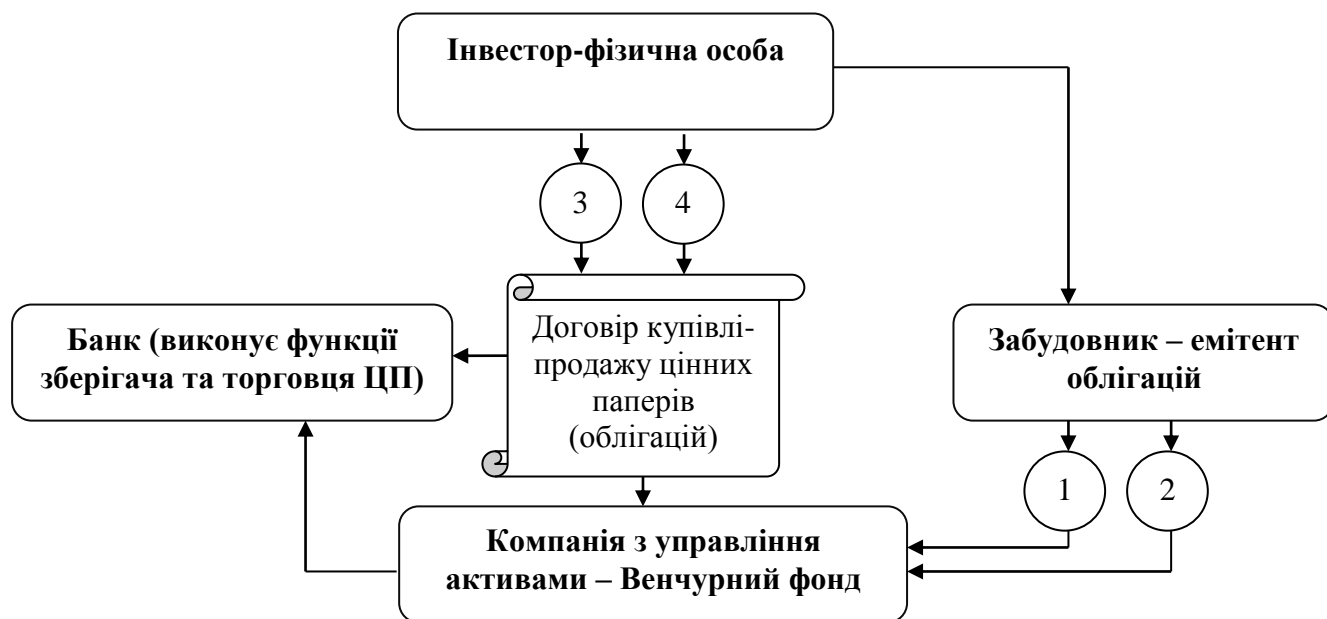 Інвестор-фізична особа
3
4
Договір купівлі-
продажу цінних
паперів
(облігацій)
Банк (виконує функції
зберігача та торговця ЦП)
Забудовник – емітент
облігацій
1
2
Компанія з управління
активами – Венчурний фонд